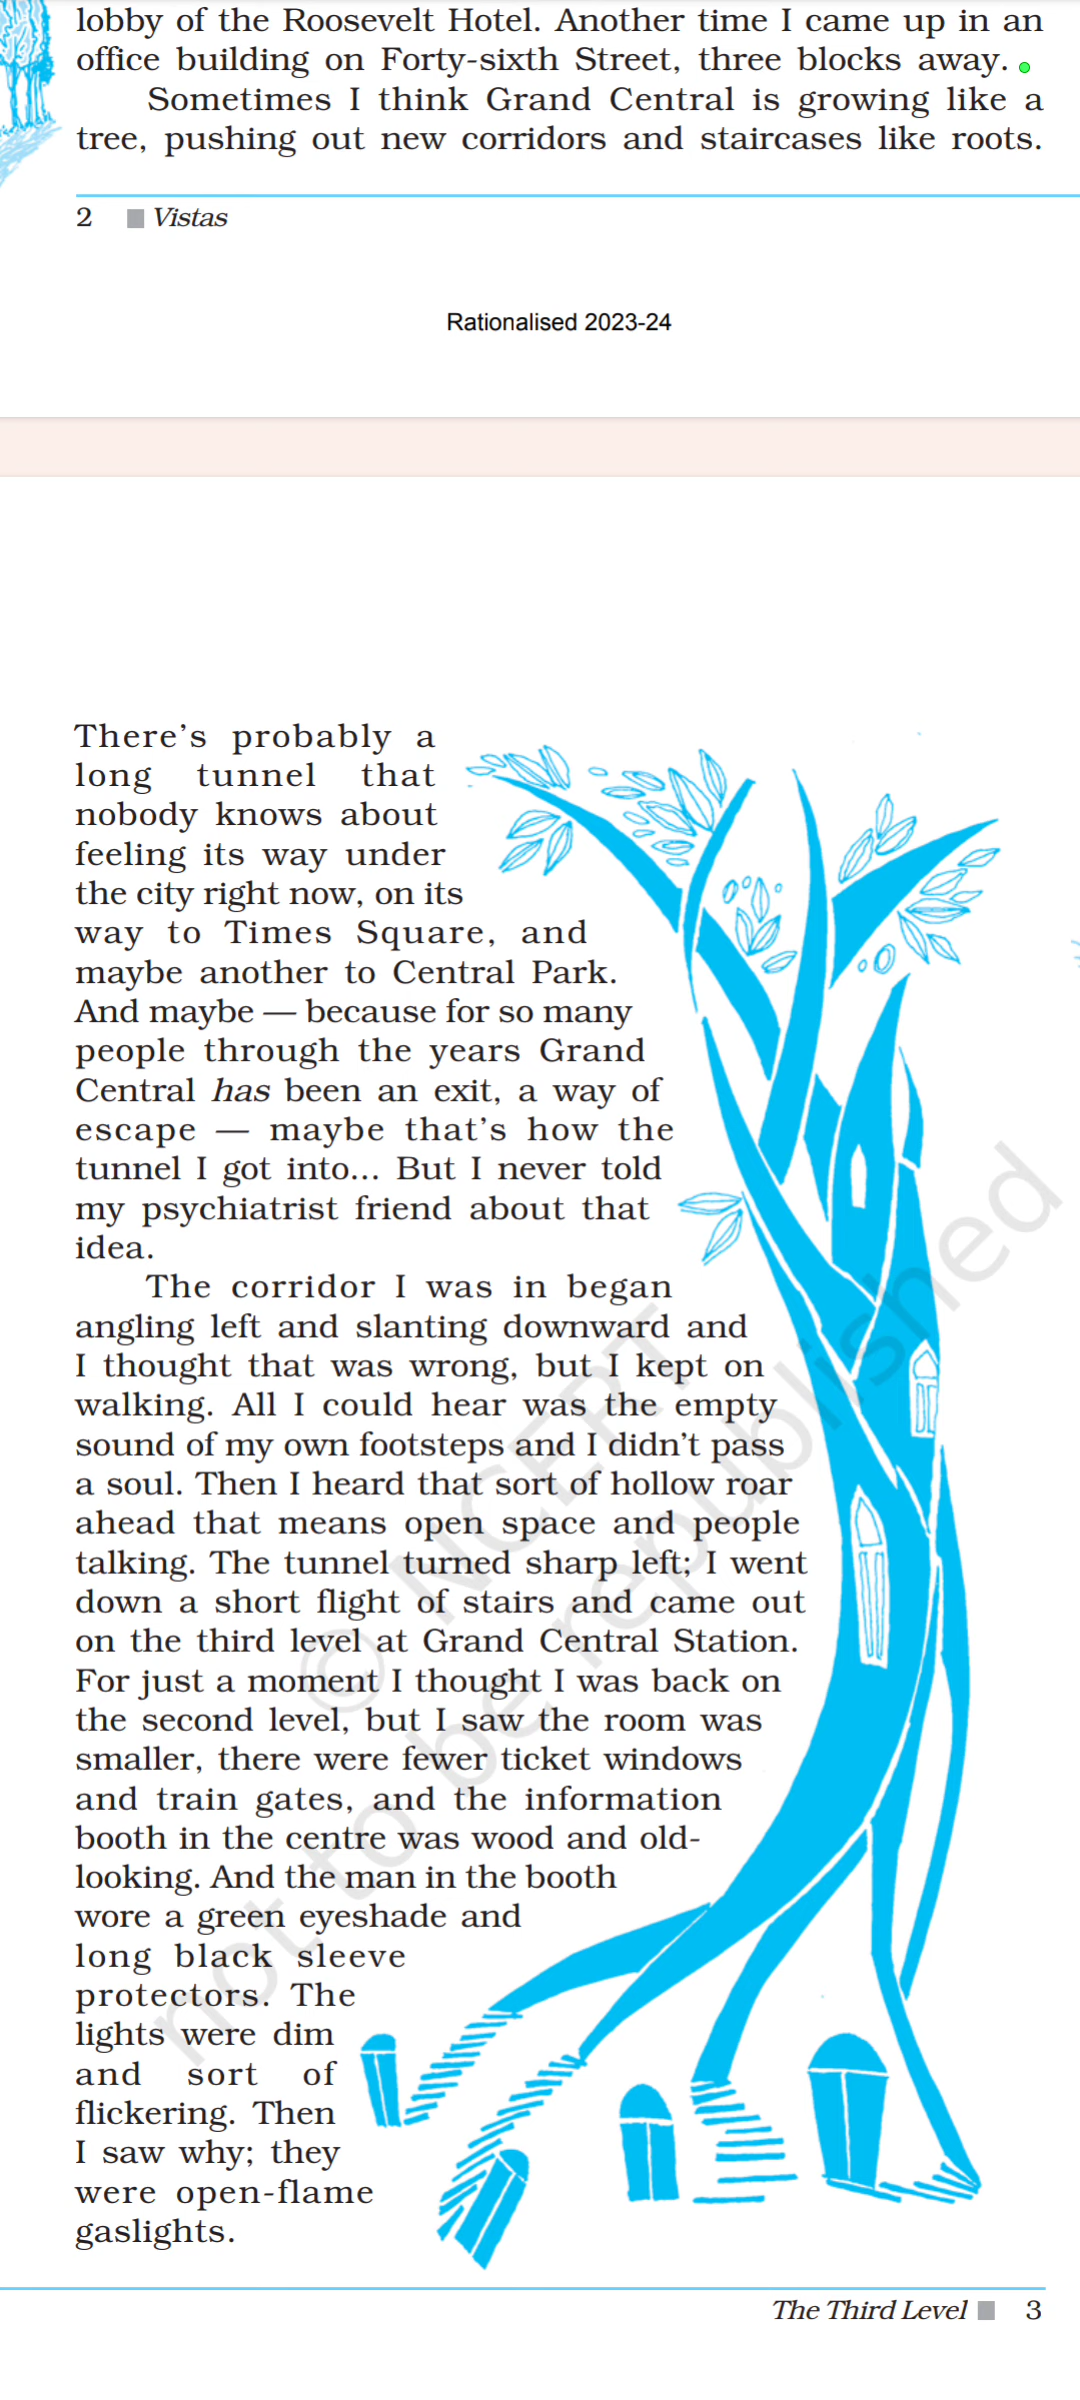 lobby of the Roosevelt Hotel. Another time I came up in an
office building on Forty-sixth Street, three blocks away.
Sometimes I think Grand Central is growing like a
tree, pushing out new corridors and staircases like roots.
2 Vistas
Rationalised 2023-24
There's probably a
long tunnel that
nobody knows about
feeling its way under
the city right now, on its
way to Times Square, and
maybe another to Central Park.
And maybe — because for so many
people through the years Grand
Central has been an exit, a way of
escape — maybe that's how the
tunnel I got into... But I never told
my psychiatrist friend about that
idea.
The corridor I was in began
angling left and slanting downward and
I thought that was wrong, but I kept on
walking. All I could hear was the empty
sound of my own footsteps and I didn't pass
a soul. Then I heard that sort of hollow roar
ahead that means open space and people
talking. The tunnel turned sharp left; I went
down a short flight of stairs and came out
on the third level at Grand Central Station.
For just a moment I thought I was back on
the second level, but I saw the room was
smaller, there were fewer ticket windows
and train gates, and the information
booth in the centre was wood and old-
looking. And the man in the booth
wore a green eyeshade and
long black sleeve
protectors. The
lights were dim
and sort of
flickering. Then
I saw why; they
were open-flame
gaslights.
© NCERT
not to be republished
The Third Level 3